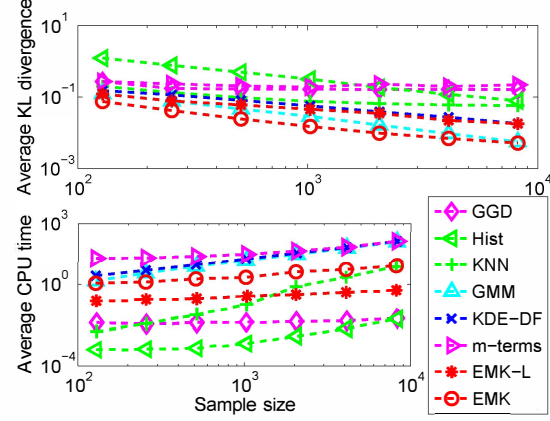 Average KL divergence
10^1
10^-1
10^-3
10^2
10^3
10^4
Average CPU time
10^3
10^0
10^-4
10^2
10^3
10^4
Sample size
GGD
Hist
KNN
GMM
KDE-DF
m-terms
EMK-L
EMK